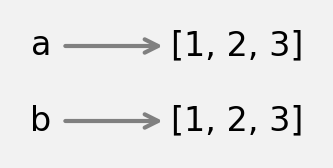 a [1, 2, 3]
b [1, 2, 3]